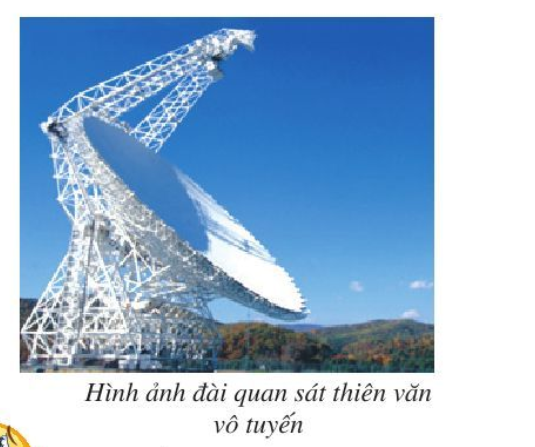 Hình ảnh đài quan sát thiên văn
vô tuyến